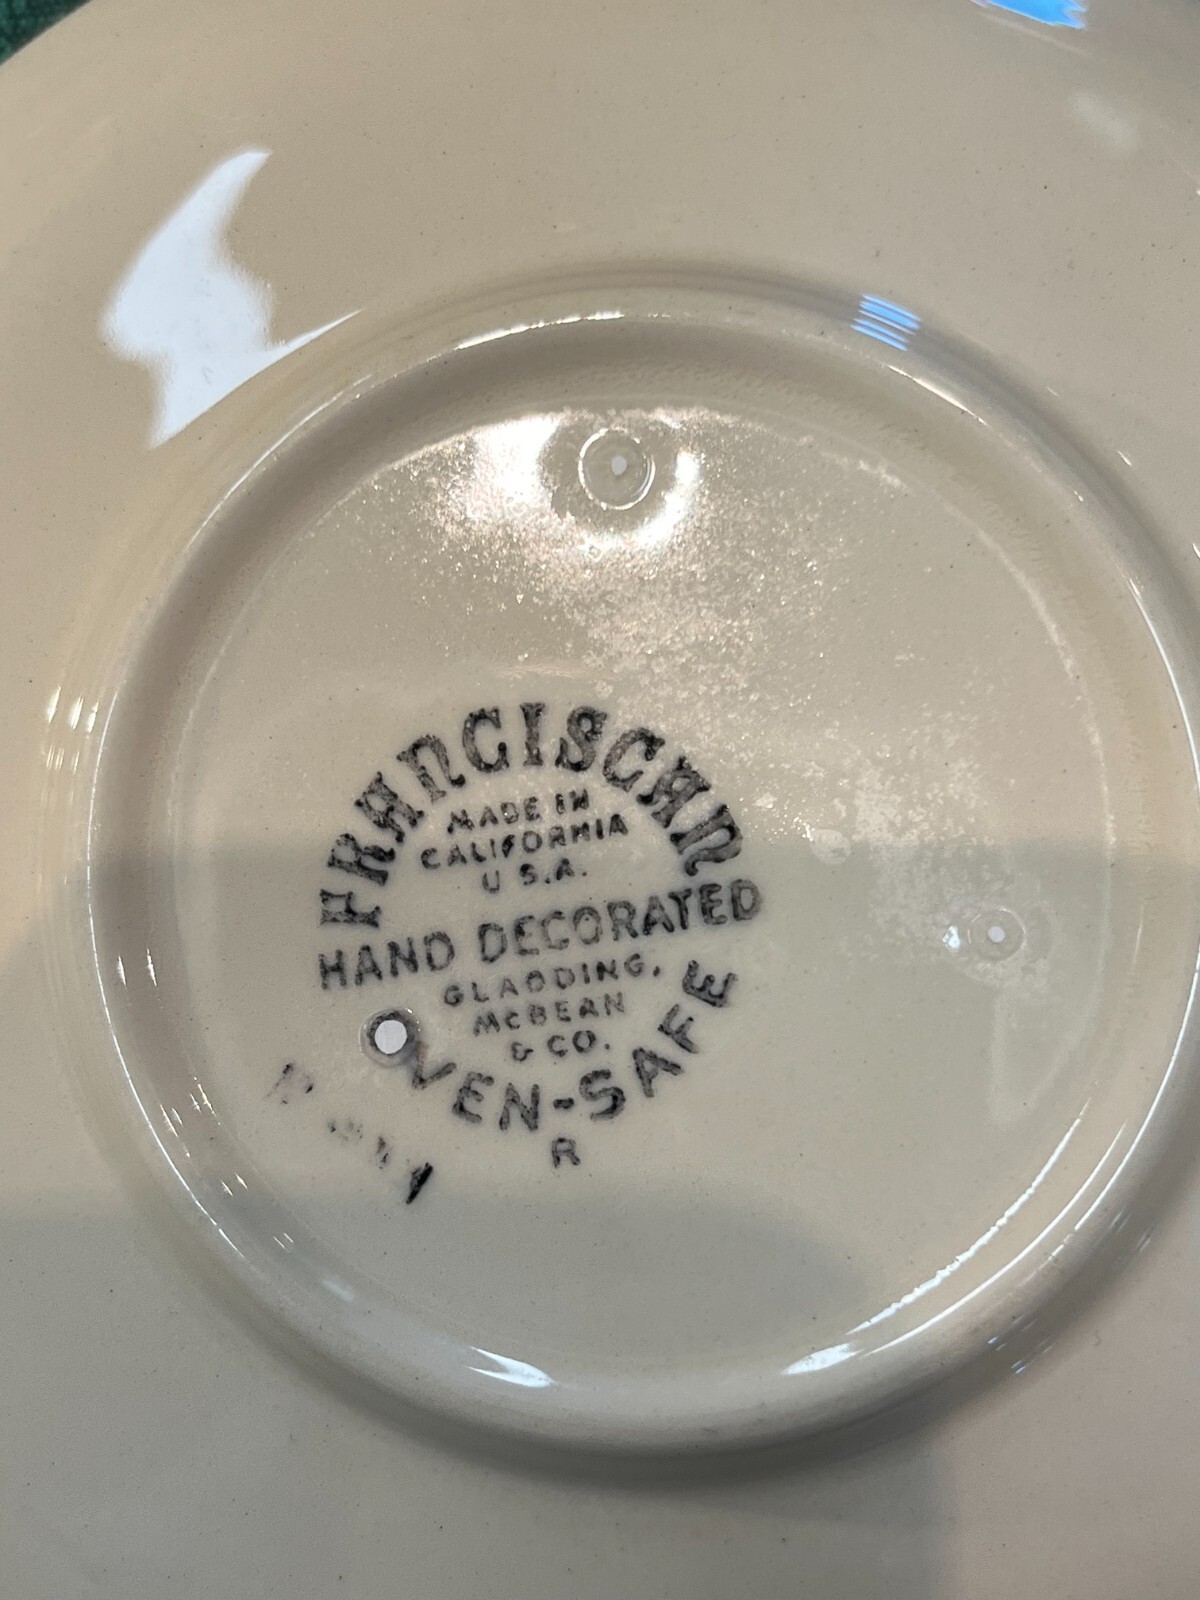 FRANCISCAN
MADE IN
CALIFORNIA
U.S.A.
HAND DECORATED
GLADDING,
McBEAN
& CO.
OVEN-SAFE
R